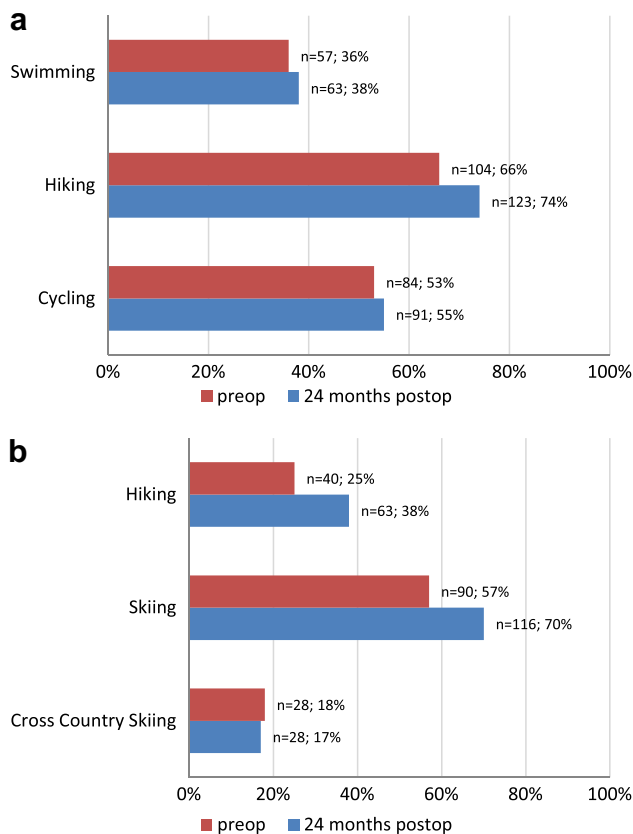 a
Swimming
n=57; 36%
n=63; 38%
Hiking
n=104; 66%
n=123; 74%
Cycling
n=84; 53%
n=91; 55%
0% 20% 40% 60% 80% 100%
preop 24 months postop
b
Hiking
n=40; 25%
n=63; 38%
Skiing
n=90; 57%
n=116; 70%
Cross Country Skiing
n=28; 18%
n=28; 17%
0% 20% 40% 60% 80% 100%
preop 24 months postop